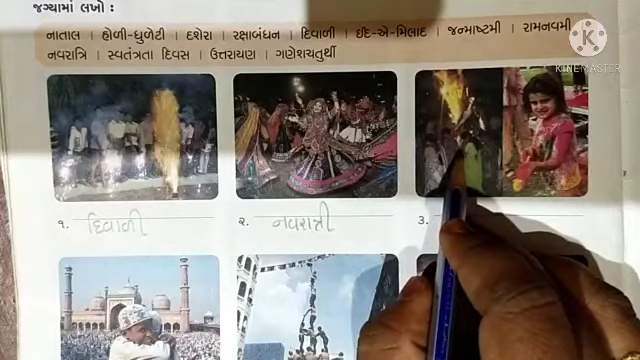 જગ્યામાં લખો :
નાતાલ | હોળી-ધુળેટી | દશેરા | રક્ષાબંધન | દિવાળી | ઈદ-એ-મિલાદ | જન્માષ્ટમી | રામનવમી
નવરાત્રિ | સ્વતંત્રતા દિવસ | ઉત્તરાયણ | ગણેશચતુર્થી
KINEMASTER
૧. દિવાળી ૨. નવરાત્રી ૩.